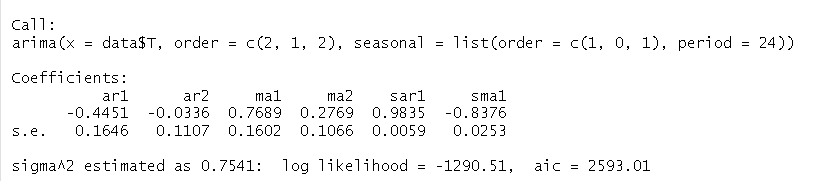 Call:
arima(x = data$T, order = c(2, 1, 2), seasonal = list(order = c(1, 0, 1), period = 24))
Coefficients:
ar1 ar2 ma1 ma2 sar1 sma1
-0.4451 -0.0336 0.7689 0.2769 0.9835 -0.8376
s.e. 0.1646 0.1107 0.1602 0.1066 0.0059 0.0253
sigma^2 estimated as 0.7541: log likelihood = -1290.51, aic = 2593.01